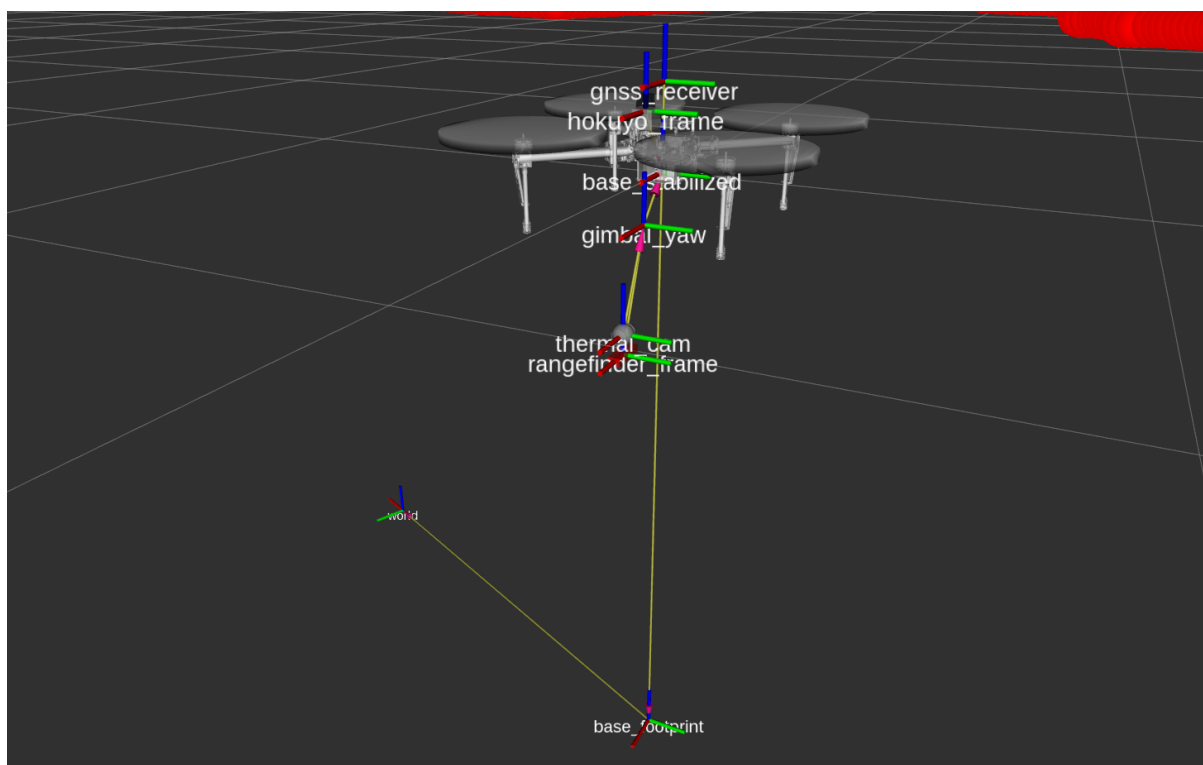 gnss_receiver
hokuyo_frame
base_stabilized
gimbal_yaw
thermal_cam
rangefinder_frame
world
base_footprint